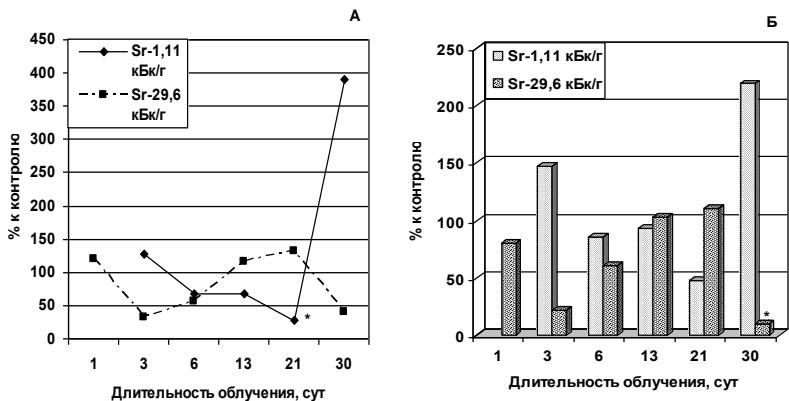 А
Sr-1,11
кБк/г
Sr-29,6
кБк/г
% к контролю
450
400
350
300
250
200
150
100
50
0
*
1 3 6 13 21 30
Длительность облучения, сут
Б
Sr-1,11 кБк/г
Sr-29,6 кБк/г
% к контролю
250
200
150
100
50
0
*
1 3 6 13 21 30
Длительность облучения, сут